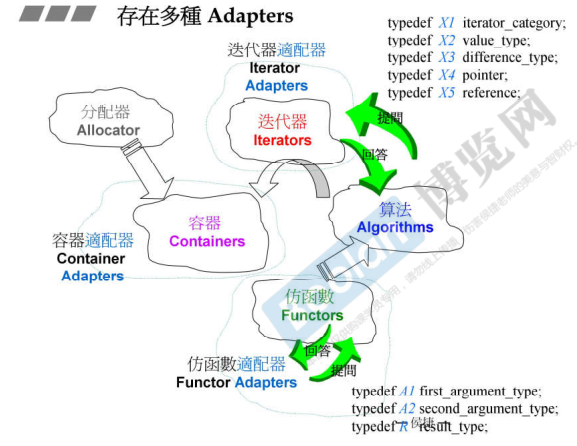 存在多種 Adapters
typedef X1 iterator_category;
typedef X2 value_type;
typedef X3 difference_type;
typedef X4 pointer;
typedef X5 reference;
迭代器適配器
Iterator
Adapters
分配器
Allocator
迭代器
Iterators
提問
回答
容器
Containers
算法
Algorithms
容器適配器
Container
Adapters
仿函數
Functors
回答
提問
仿函數適配器
Functor Adapters
typedef A1 first_argument_type;
typedef A2 second_argument_type;
typedef R result_type;
侯捷
博览网